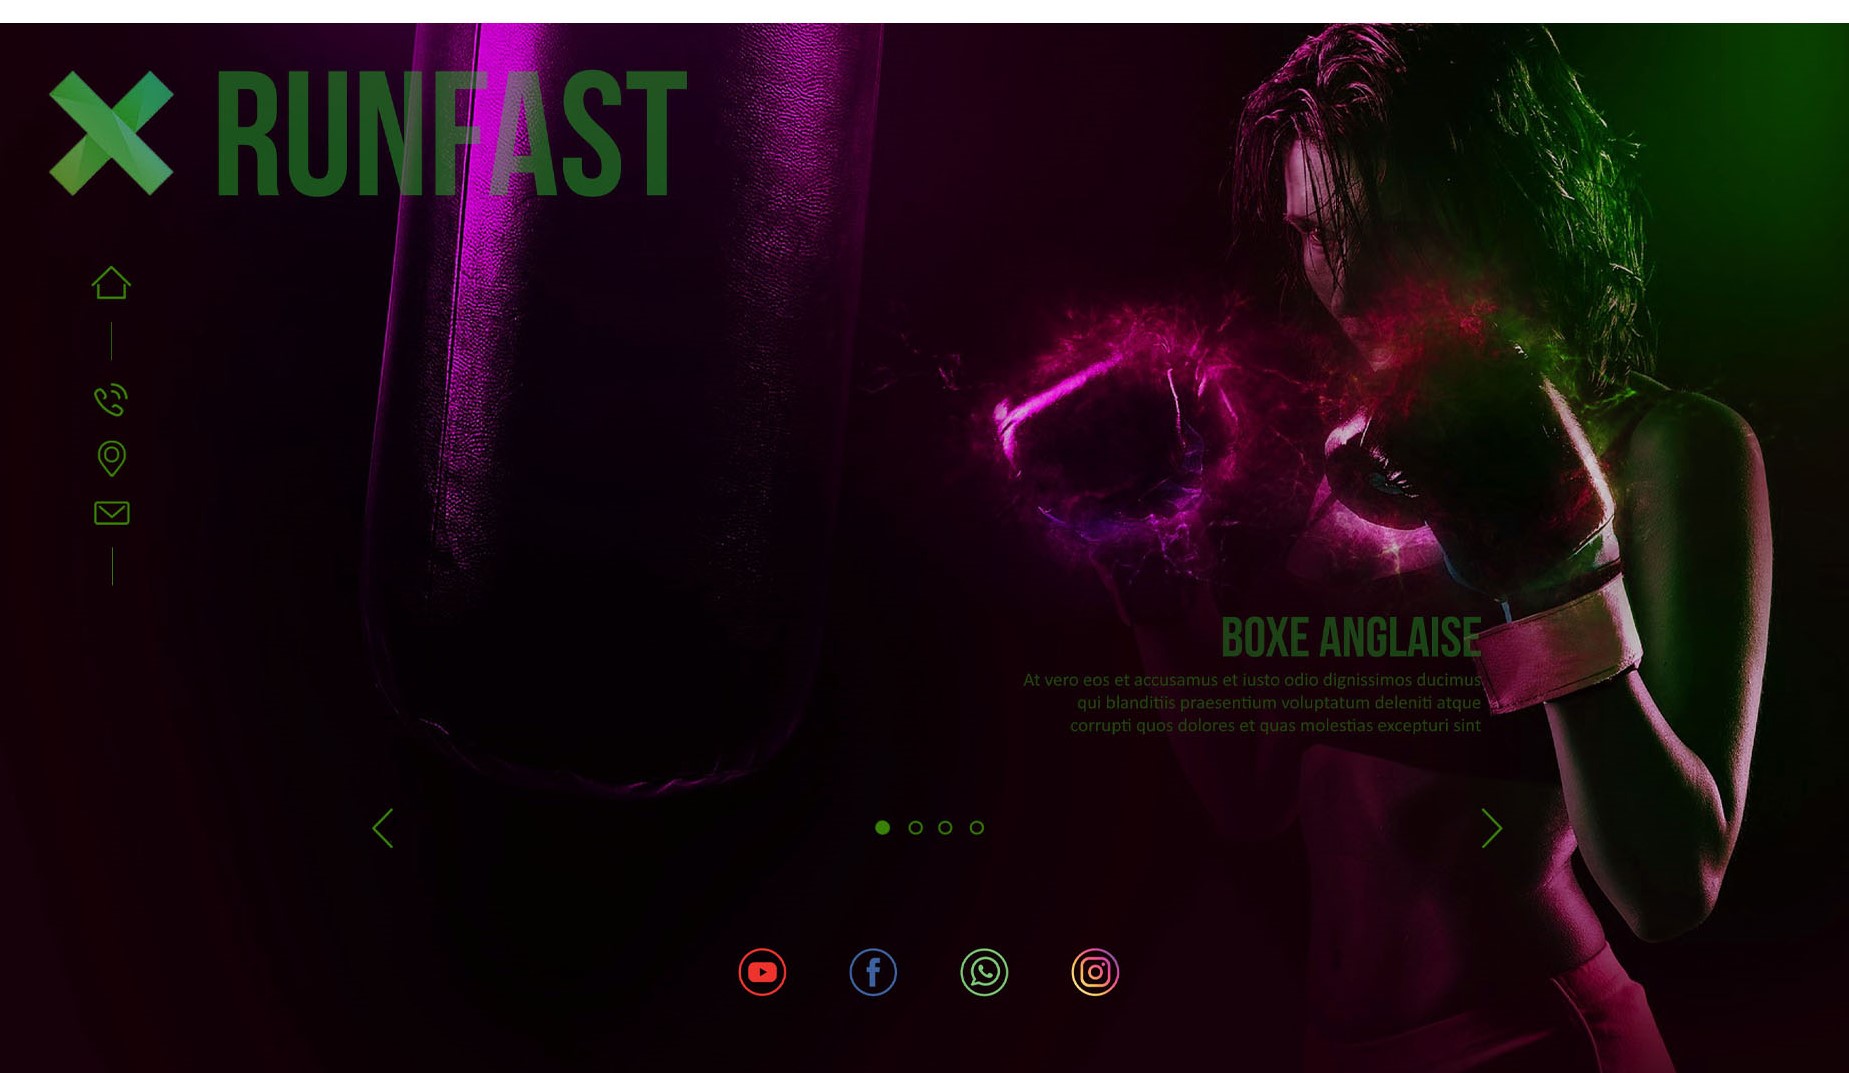 RUNFAST
BOXE ANGLAISE
At vero eos et accusamus et iusto odio dignissimos ducimus
qui blanditiis praesentium voluptatum deleniti atque
corrupti quos dolores et quas molestias excepturi sint